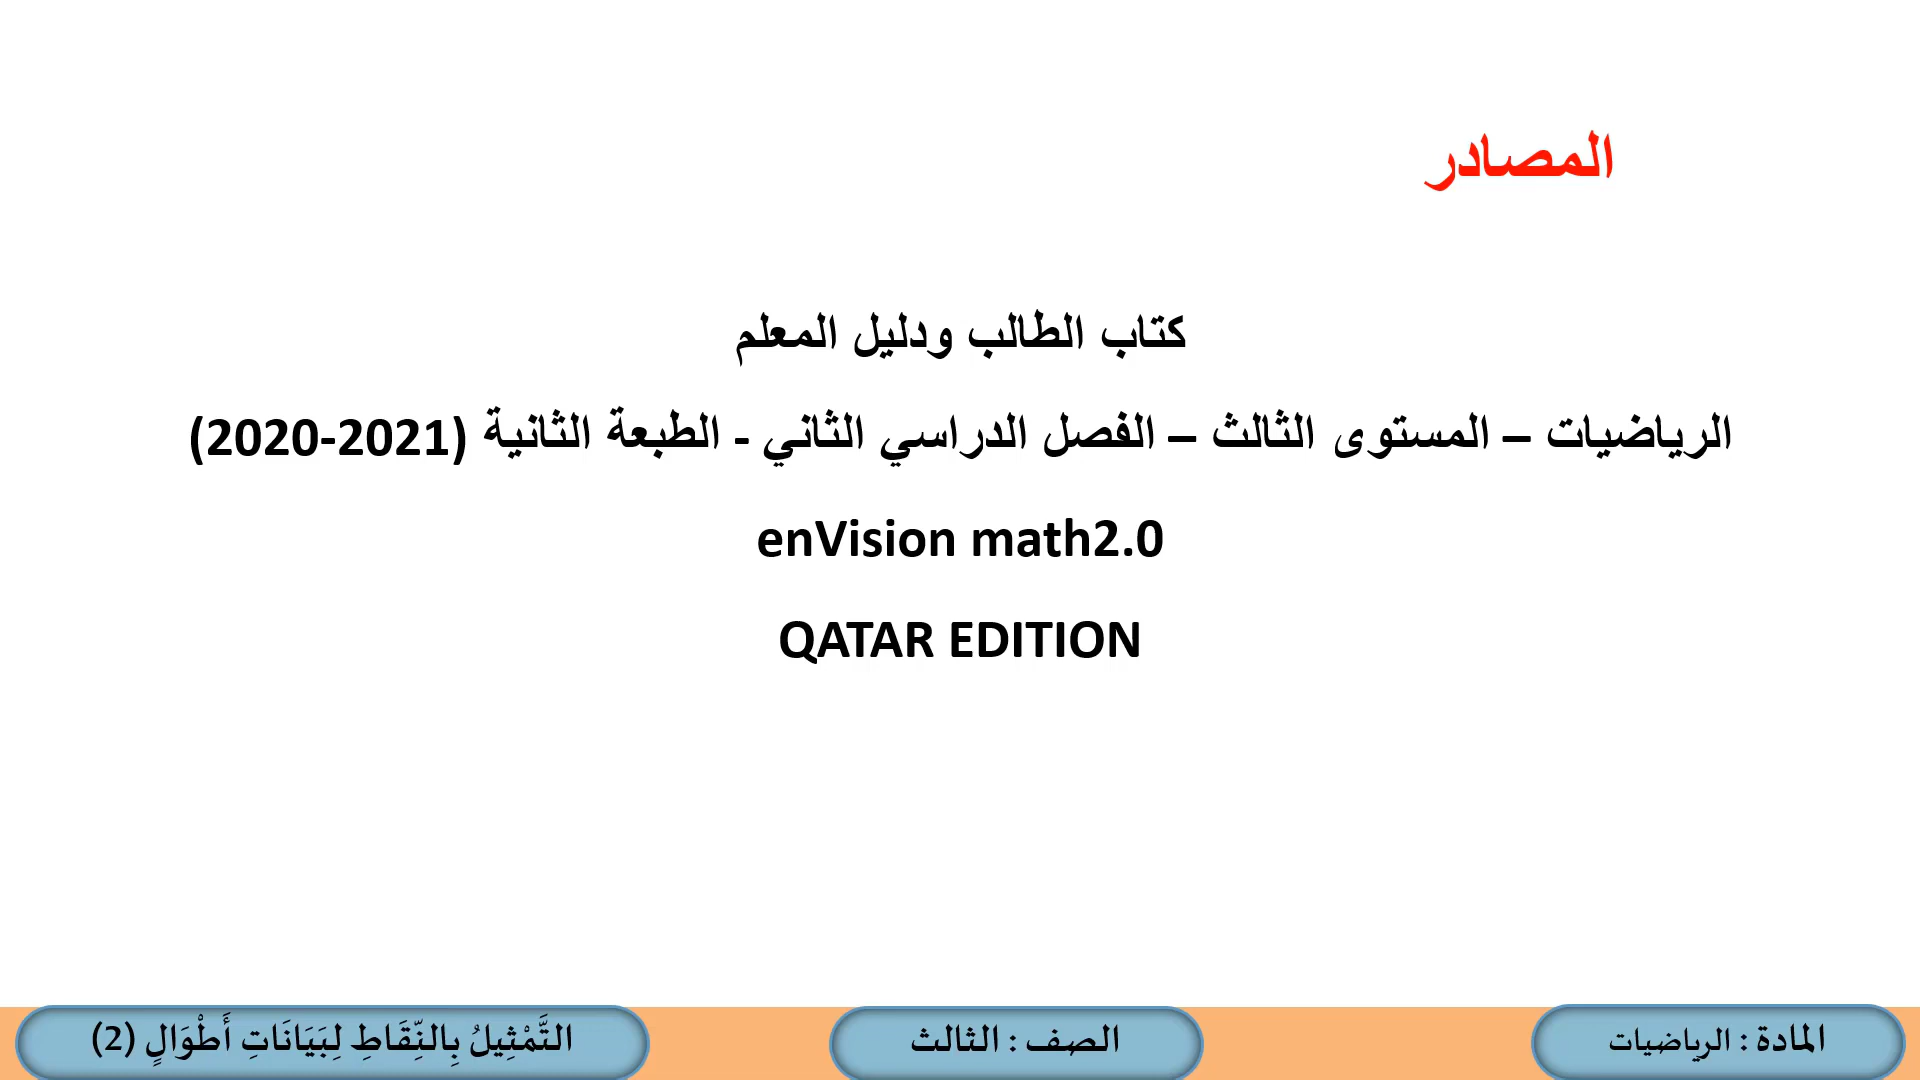 المصادر
كتاب الطالب ودليل المعلم
الرياضيات – المستوى الثالث – الفصل الدراسي الثاني - الطبعة الثانية (2020-2021)
enVision math2.0
QATAR EDITION
المادة : الرياضيات
الصف : الثالث
التَّمْثِيلُ بِالنِّقَاطِ لِبَيَانَاتِ أَطْوَالٍ (2)